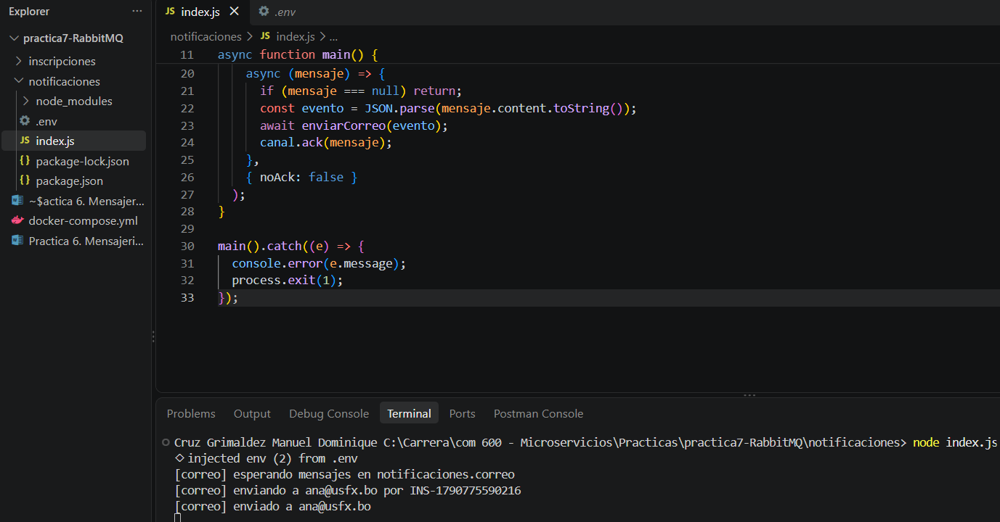 Explorer ...
practica7-RabbitMQ
inscripciones
notificaciones
node_modules
.env
JS index.js
{} package-lock.json
{} package.json
~$actica 6. Mensajer...
docker-compose.yml
Practica 6. Mensajeri...
JS index.js
.env
notificaciones > JS index.js > ...
11 async function main() {
20 async (mensaje) => {
21 if (mensaje === null) return;
22 const evento = JSON.parse(mensaje.content.toString());
23 await enviarCorreo(evento);
24 canal.ack(mensaje);
25 },
26 { noAck: false }
27 );
28 }
29
30 main().catch((e) => {
31 console.error(e.message);
32 process.exit(1);
33 });
Problems Output Debug Console Terminal Ports Postman Console
Cruz Grimaldez Manuel Dominique C:\Carrera\com 600 - Microservicios\Practicas\practica7-RabbitMQ\notificaciones> node index.js
◇ injected env (2) from .env
[correo] esperando mensajes en notificaciones.correo
[correo] enviando a ana@usfx.bo por INS-1790775590216
[correo] enviado a ana@usfx.bo